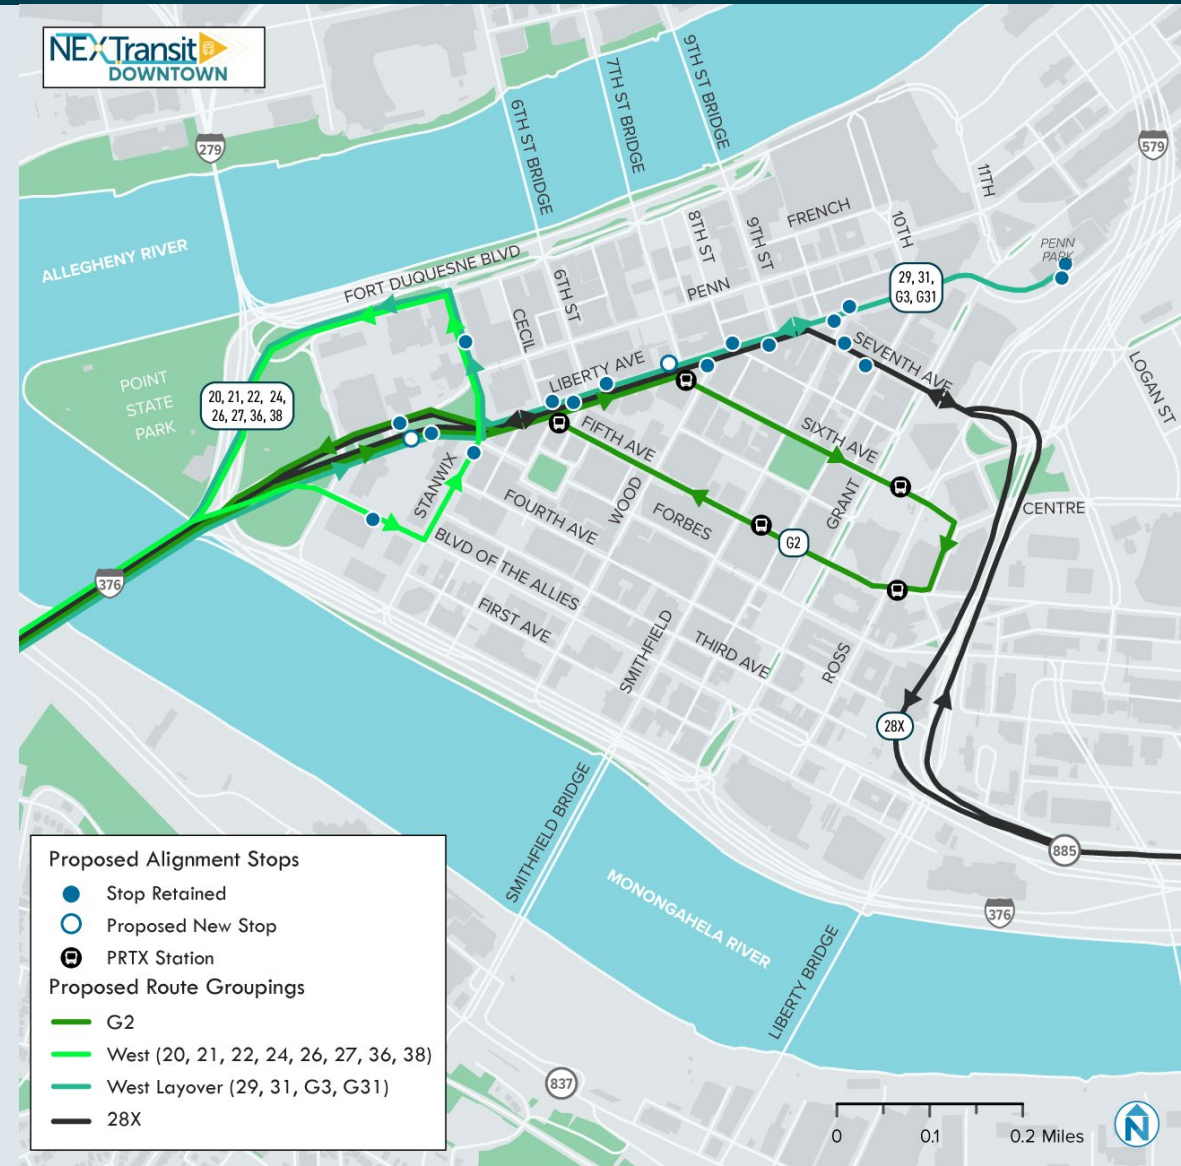 NEXTransit
DOWNTOWN
279
6TH ST BRIDGE
7TH ST BRIDGE
9TH ST BRIDGE
579
11TH
10TH
FRENCH
8TH ST
9TH ST
PENN
PARK
ALLEGHENY RIVER
FORT DUQUESNE BLVD
6TH ST
PENN
29, 31,
G3, G31
CECIL
LIBERTY AVE
SEVENTH AVE
LOGAN ST
POINT
STATE
PARK
20, 21, 22, 24,
26, 27, 36, 38
FIFTH AVE
SIXTH AVE
STANWIX
WOOD
GRANT
FOURTH AVE
FORBES
CENTRE
G2
BLVD OF THE ALLIES
376
FIRST AVE
SMITHFIELD
THIRD AVE
ROSS
28X
SMITHFIELD BRIDGE
885
MONONGAHELA RIVER
376
LIBERTY BRIDGE
837
Proposed Alignment Stops
Stop Retained
Proposed New Stop
PRTX Station
Proposed Route Groupings
G2
West (20, 21, 22, 24, 26, 27, 36, 38)
West Layover (29, 31, G3, G31)
28X
0 0.1 0.2 Miles
N